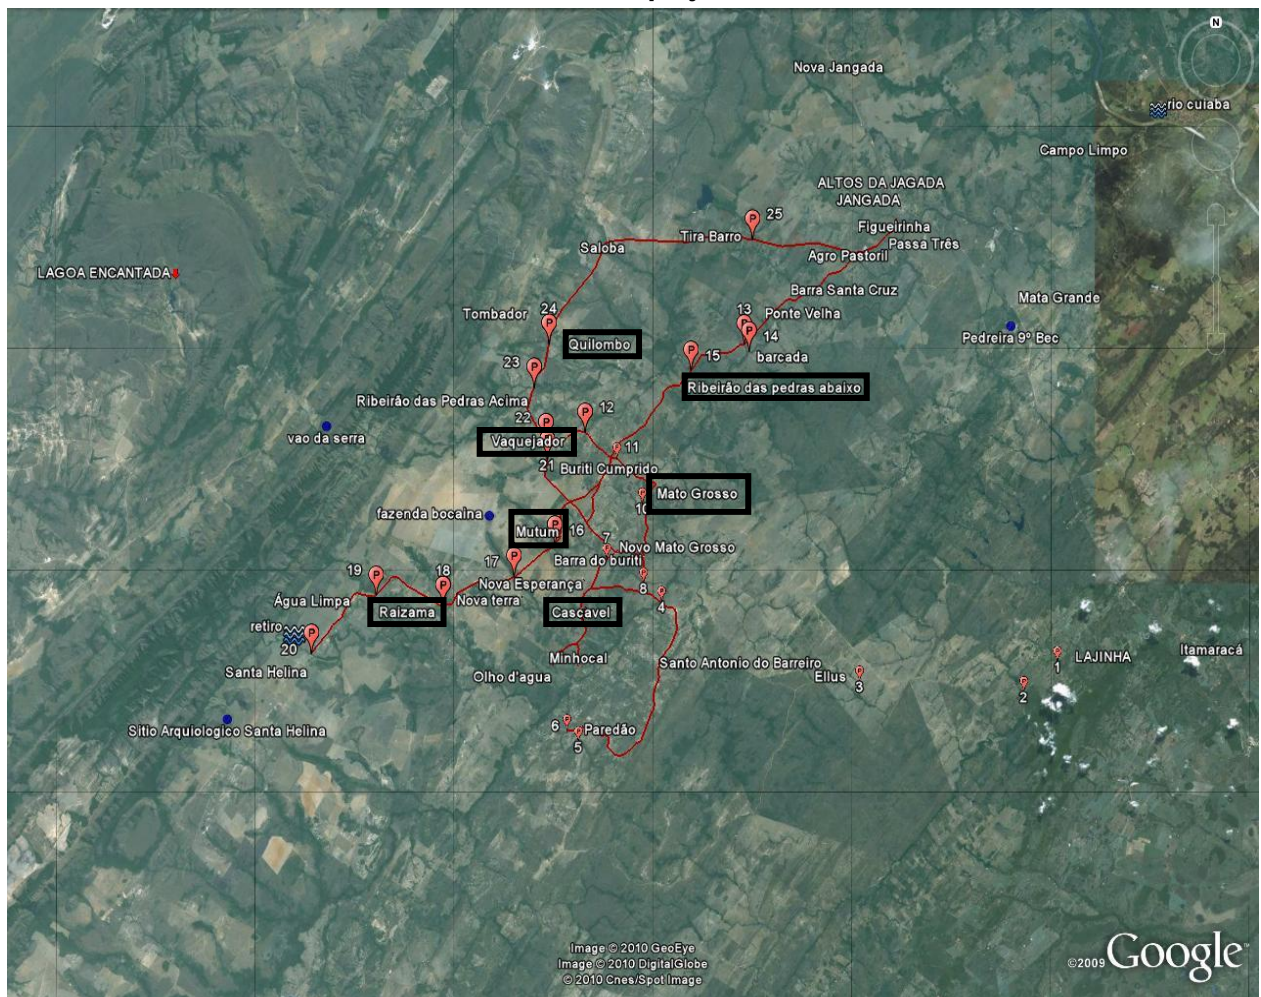 N
Nova Jangada
rio cuiaba
Campo Limpo
ALTOS DA JAGADA
JANGADA
25
Figueirinha
Tira Barro
Passa Três
Saloba
Agro Pastoril
LAGOA ENCANTADA
Barra Santa Cruz
Mata Grande
24
13
Tombador
Ponte Velha
14
Pedreira 9º Bec
Quilombo
15
barcada
23
Ribeirão das pedras abaixo
Ribeirão das Pedras Acima
12
22
vao da serra
Vaquejador
11
21
Buriti Cumprido
Mato Grosso
10
fazenda bocaina
Mutum
16
7
Novo Mato Grosso
17
Barra do buriti
19
18
Nova Esperança
8
Água Limpa
Nova terra
4
Raizama
Cascavel
retiro
20
Minhocal
Santo Antonio do Barreiro
LAJINHA
Itamaracá
1
Santa Helina
Olho d'agua
Ellus
3
2
6
Paredão
Sitio Arquiologico Santa Helina
5
Image © 2010 GeoEye
Image © 2010 DigitalGlobe
© 2010 Cnes/Spot Image
©2009 Google™